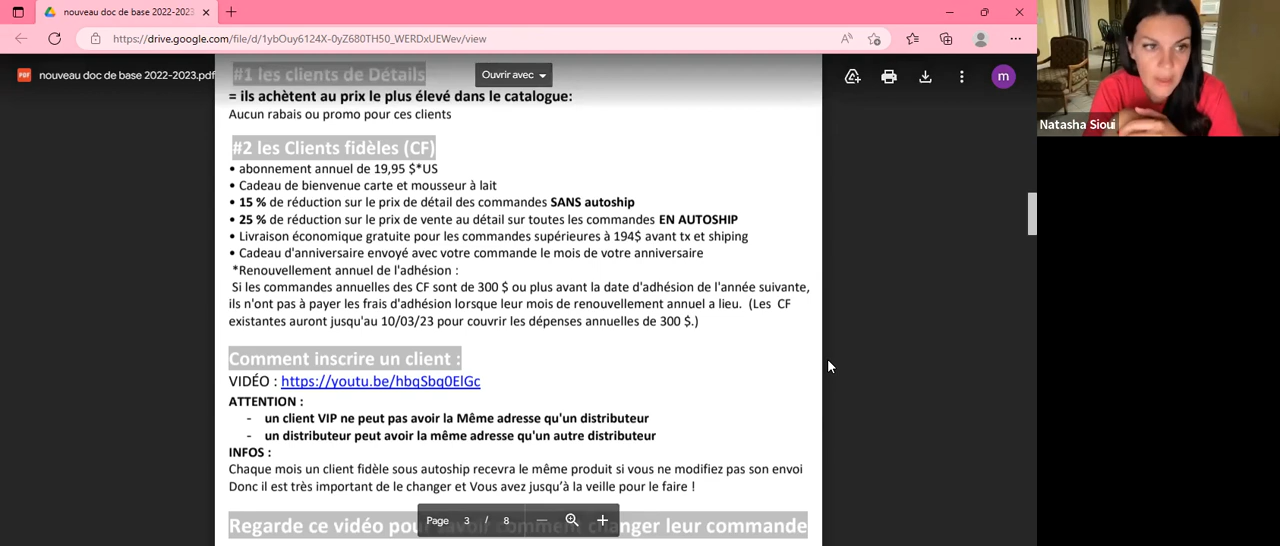 nouveau doc de base 2022-2023
https://drive.google.com/file/d/1ybOuy6124X-0yZ680TH50_WERDxUEWev/view
PDF nouveau doc de base 2022-2023.pdf
Ouvrir avec
m
Natasha Sioui
#1 les clients de Détails
= ils achètent au prix le plus élevé dans le catalogue:
Aucun rabais ou promo pour ces clients
#2 les Clients fidèles (CF)
• abonnement annuel de 19,95 $*US
• Cadeau de bienvenue carte et mousseur à lait
• 15 % de réduction sur le prix de détail des commandes SANS autoship
• 25 % de réduction sur le prix de vente au détail sur toutes les commandes EN AUTOSHIP
• Livraison économique gratuite pour les commandes supérieures à 194$ avant tx et shiping
• Cadeau d'anniversaire envoyé avec votre commande le mois de votre anniversaire
*Renouvellement annuel de l'adhésion :
Si les commandes annuelles des CF sont de 300 $ ou plus avant la date d'adhésion de l'année suivante,
ils n'ont pas à payer les frais d'adhésion lorsque leur mois de renouvellement annuel a lieu. (Les CF
existantes auront jusqu'au 10/03/23 pour couvrir les dépenses annuelles de 300 $.)
Comment inscrire un client :
VIDÉO : https://youtu.be/hbqSbq0ElGc
ATTENTION :
- un client VIP ne peut pas avoir la Même adresse qu'un distributeur
- un distributeur peut avoir la même adresse qu'un autre distributeur
INFOS :
Chaque mois un client fidèle sous autoship recevra le même produit si vous ne modifiez pas son envoi
Donc il est très important de le changer et Vous avez jusqu'à la veille pour le faire !
Regarde ce vidéo pour savoir comment changer leur commande
Page 3 / 8